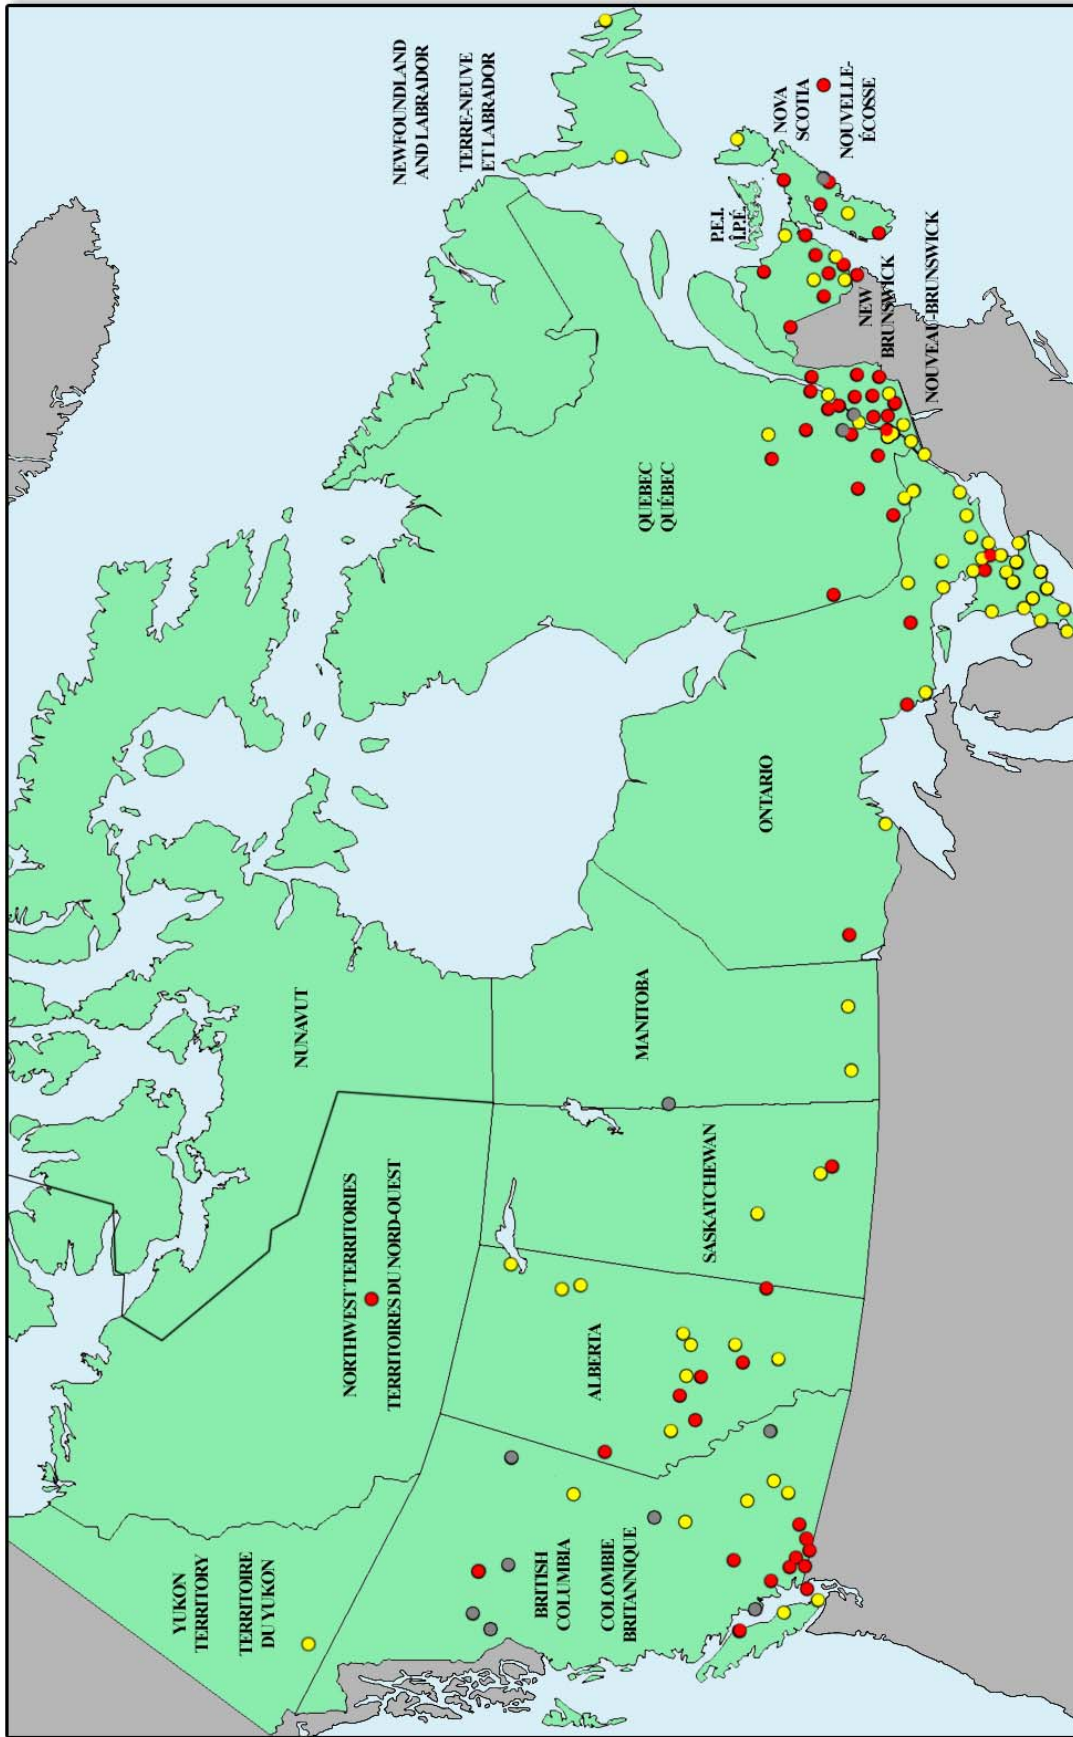 YUKON
TERRITORY
TERRITOIRE
DU YUKON
NORTHWEST TERRITORIES
TERRITOIRES DU NORD-OUEST
NUNAVUT
BRITISH
COLUMBIA
COLOMBIE
BRITANNIQUE
ALBERTA
SASKATCHEWAN
MANITOBA
ONTARIO
QUEBEC
QUÉBEC
NEWFOUNDLAND
AND LABRADOR
TERRE-NEUVE
ET LABRADOR
P.E.I.
Î.P.É.
NOVA
SCOTIA
NOUVELLE-
ÉCOSSE
NEW
BRUNSWICK
NOUVEAU-BRUNSWICK